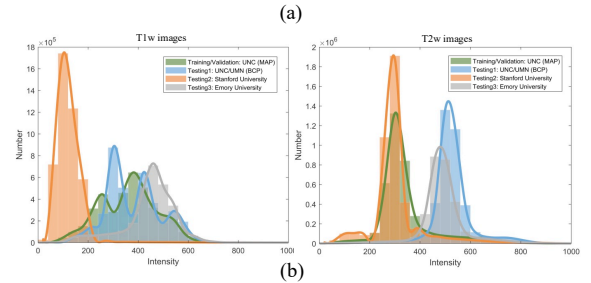 (a)
T1w images
×10⁵
18
16
14
12
10
8
6
4
2
0
Number
0 200 400 600 800 1000
Intensity
Training/Validation: UNC (MAP)
Testing1: UNC/UMN (BCP)
Testing2: Stanford University
Testing3: Emory University
T2w images
×10⁶
2
1.8
1.6
1.4
1.2
1
0.8
0.6
0.4
0.2
0
Number
0 200 400 600 800 1000
Intensity
Training/Validation: UNC (MAP)
Testing1: UNC/UMN (BCP)
Testing2: Stanford University
Testing3: Emory University
(b)